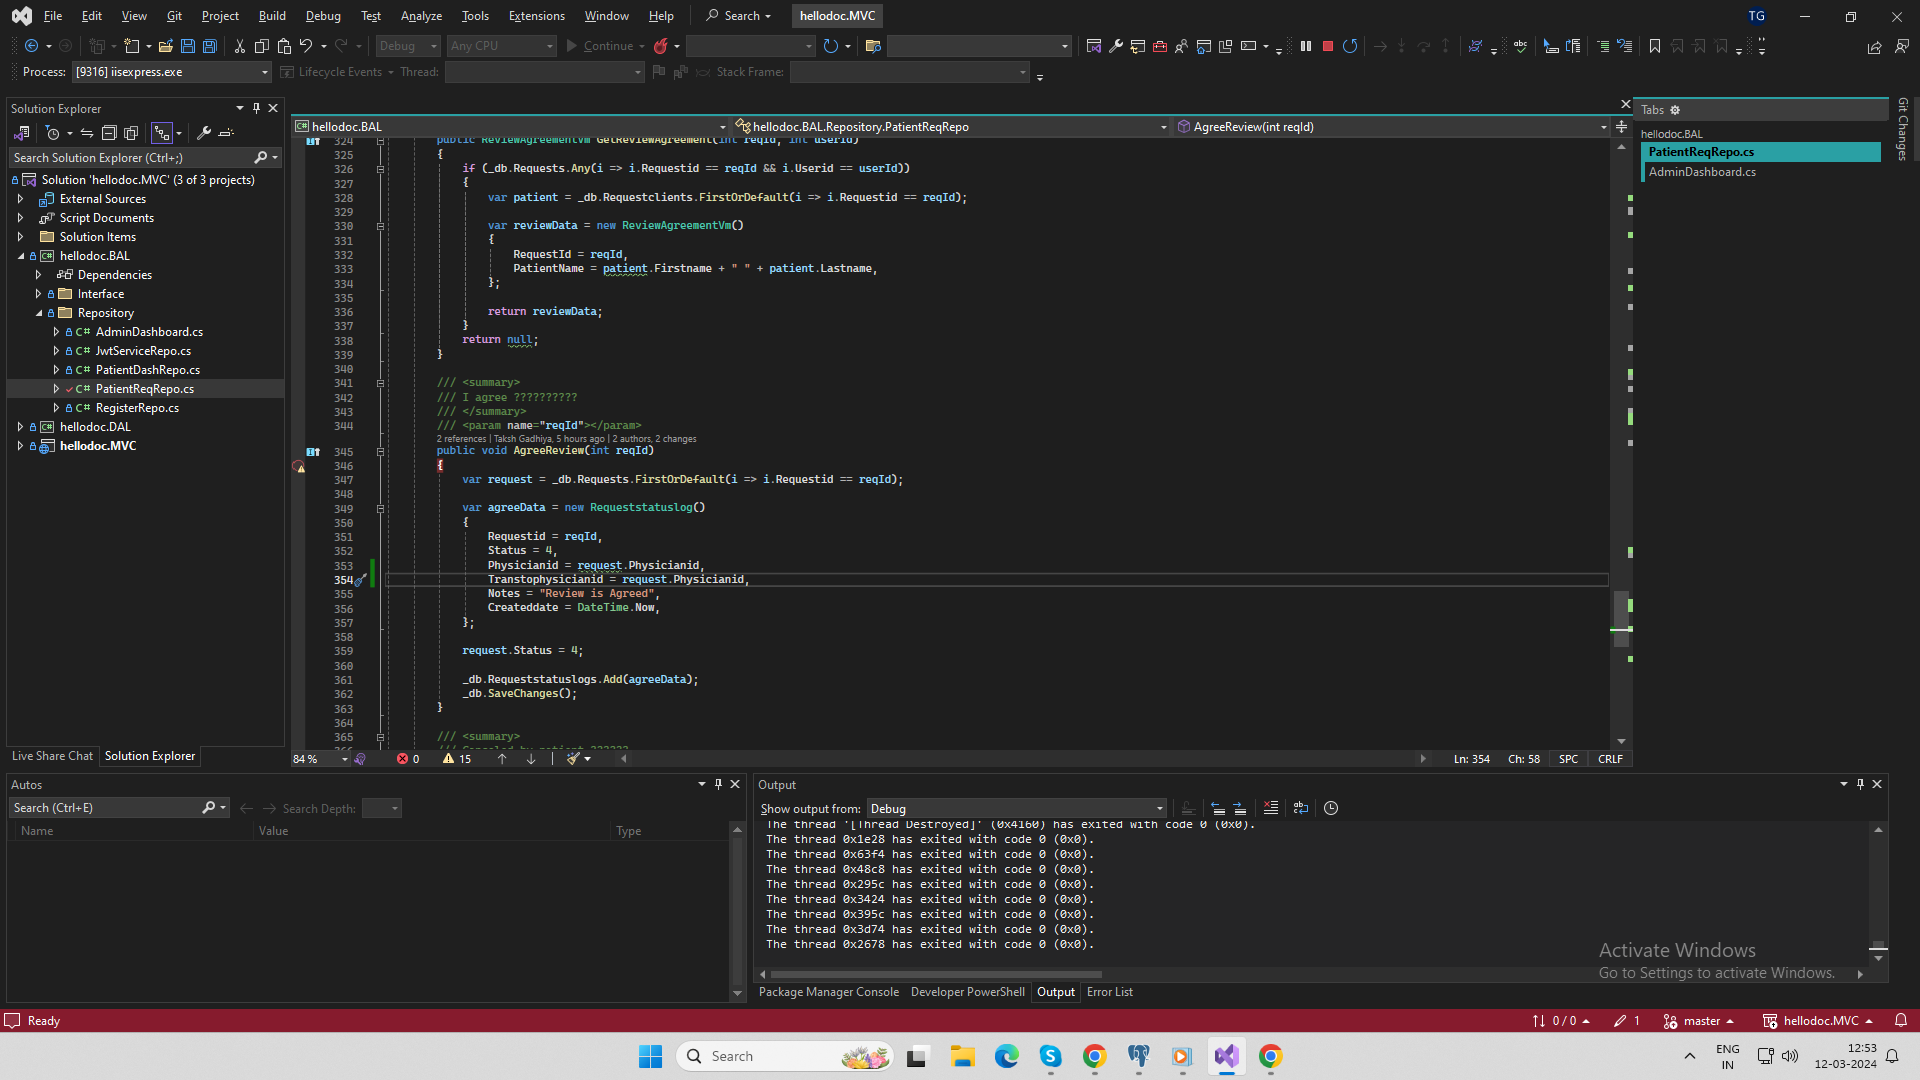 File Edit View Git Project Build Debug Test Analyze Tools Extensions Window Help Search hellodoc.MVC TG
Debug Any CPU Continue
Process: [9316] iisexpress.exe Lifecycle Events Thread: Stack Frame:
Solution Explorer
Search Solution Explorer (Ctrl+;)
Solution 'hellodoc.MVC' (3 of 3 projects)
External Sources
Script Documents
Solution Items
hellodoc.BAL
Dependencies
Interface
Repository
C# AdminDashboard.cs
C# JwtServiceRepo.cs
C# PatientDashRepo.cs
C# PatientReqRepo.cs
C# RegisterRepo.cs
hellodoc.DAL
hellodoc.MVC
Live Share Chat Solution Explorer
hellodoc.BAL hellodoc.BAL.Repository.PatientReqRepo AgreeReview(int reqId)
324 public ReviewAgreementVm GetReviewAgreement(int reqId, int userId)
325 {
326 if (_db.Requests.Any(i => i.Requestid == reqId && i.Userid == userId))
327 {
328 var patient = _db.Requestclients.FirstOrDefault(i => i.Requestid == reqId);
329
330 var reviewData = new ReviewAgreementVm()
331 {
332 RequestId = reqId,
333 PatientName = patient.Firstname + " " + patient.Lastname,
334 };
335
336 return reviewData;
337 }
338 return null;
339 }
340
341 /// <summary>
342 /// I agree ??????????
343 /// </summary>
344 /// <param name="reqId"></param>
2 references | Taksh Gadhiya, 5 hours ago | 2 authors, 2 changes
345 public void AgreeReview(int reqId)
346 {
347 var request = _db.Requests.FirstOrDefault(i => i.Requestid == reqId);
348
349 var agreeData = new Requeststatuslog()
350 {
351 Requestid = reqId,
352 Status = 4,
353 Physicianid = request.Physicianid,
354 Transtophysicianid = request.Physicianid,
355 Notes = "Review is Agreed",
356 Createddate = DateTime.Now,
357 };
358
359 request.Status = 4;
360
361 _db.Requeststatuslogs.Add(agreeData);
362 _db.SaveChanges();
363 }
364
365 /// <summary>
84 % 0 15 Ln: 354 Ch: 58 SPC CRLF
Tabs
hellodoc.BAL
PatientReqRepo.cs
AdminDashboard.cs
Git Changes
Autos
Search (Ctrl+E) Search Depth:
Name Value Type
Output
Show output from: Debug
The thread '[Thread Destroyed]' (0x4160) has exited with code 0 (0x0).
The thread 0x1e28 has exited with code 0 (0x0).
The thread 0x63f4 has exited with code 0 (0x0).
The thread 0x48c8 has exited with code 0 (0x0).
The thread 0x295c has exited with code 0 (0x0).
The thread 0x3424 has exited with code 0 (0x0).
The thread 0x395c has exited with code 0 (0x0).
The thread 0x3d74 has exited with code 0 (0x0).
The thread 0x2678 has exited with code 0 (0x0).
Activate Windows
Go to Settings to activate Windows.
Package Manager Console Developer PowerShell Output Error List
Ready 0 / 0 1 master hellodoc.MVC
Search
ENG
IN
12:53
12-03-2024